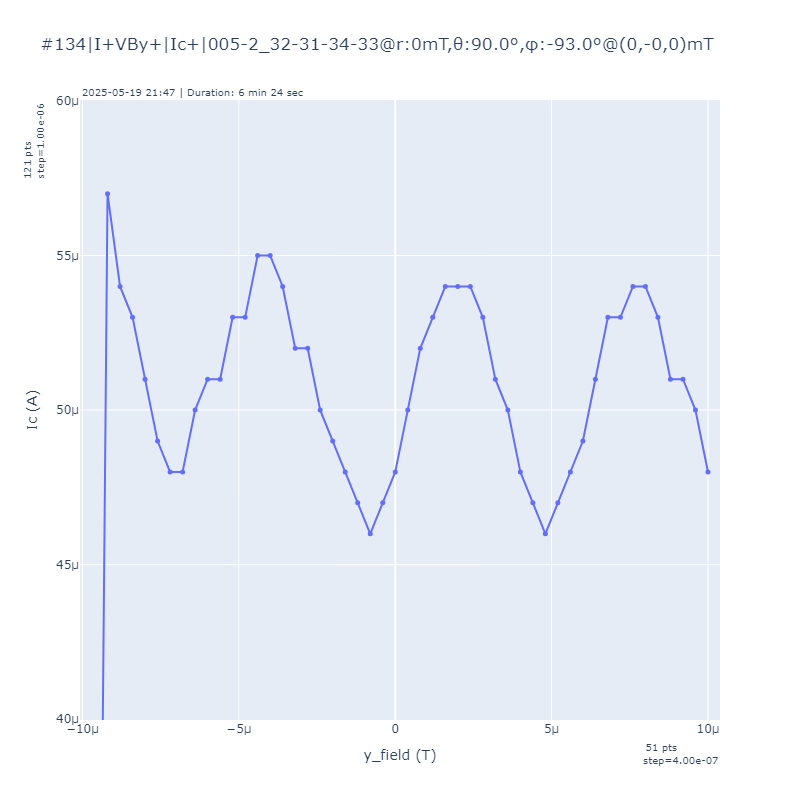 #134|I+VBy+|Ic+|005-2_32-31-34-33@r:0mT,θ:90.0º,φ:-93.0º@(0,-0,0)mT
2025-05-19 21:47 | Duration: 6 min 24 sec
121 pts
step=1.00e-06
60μ
55μ
50μ
45μ
40μ
Ic (A)
−10μ
−5μ
0
5μ
10μ
y_field (T)
51 pts
step=4.00e-07